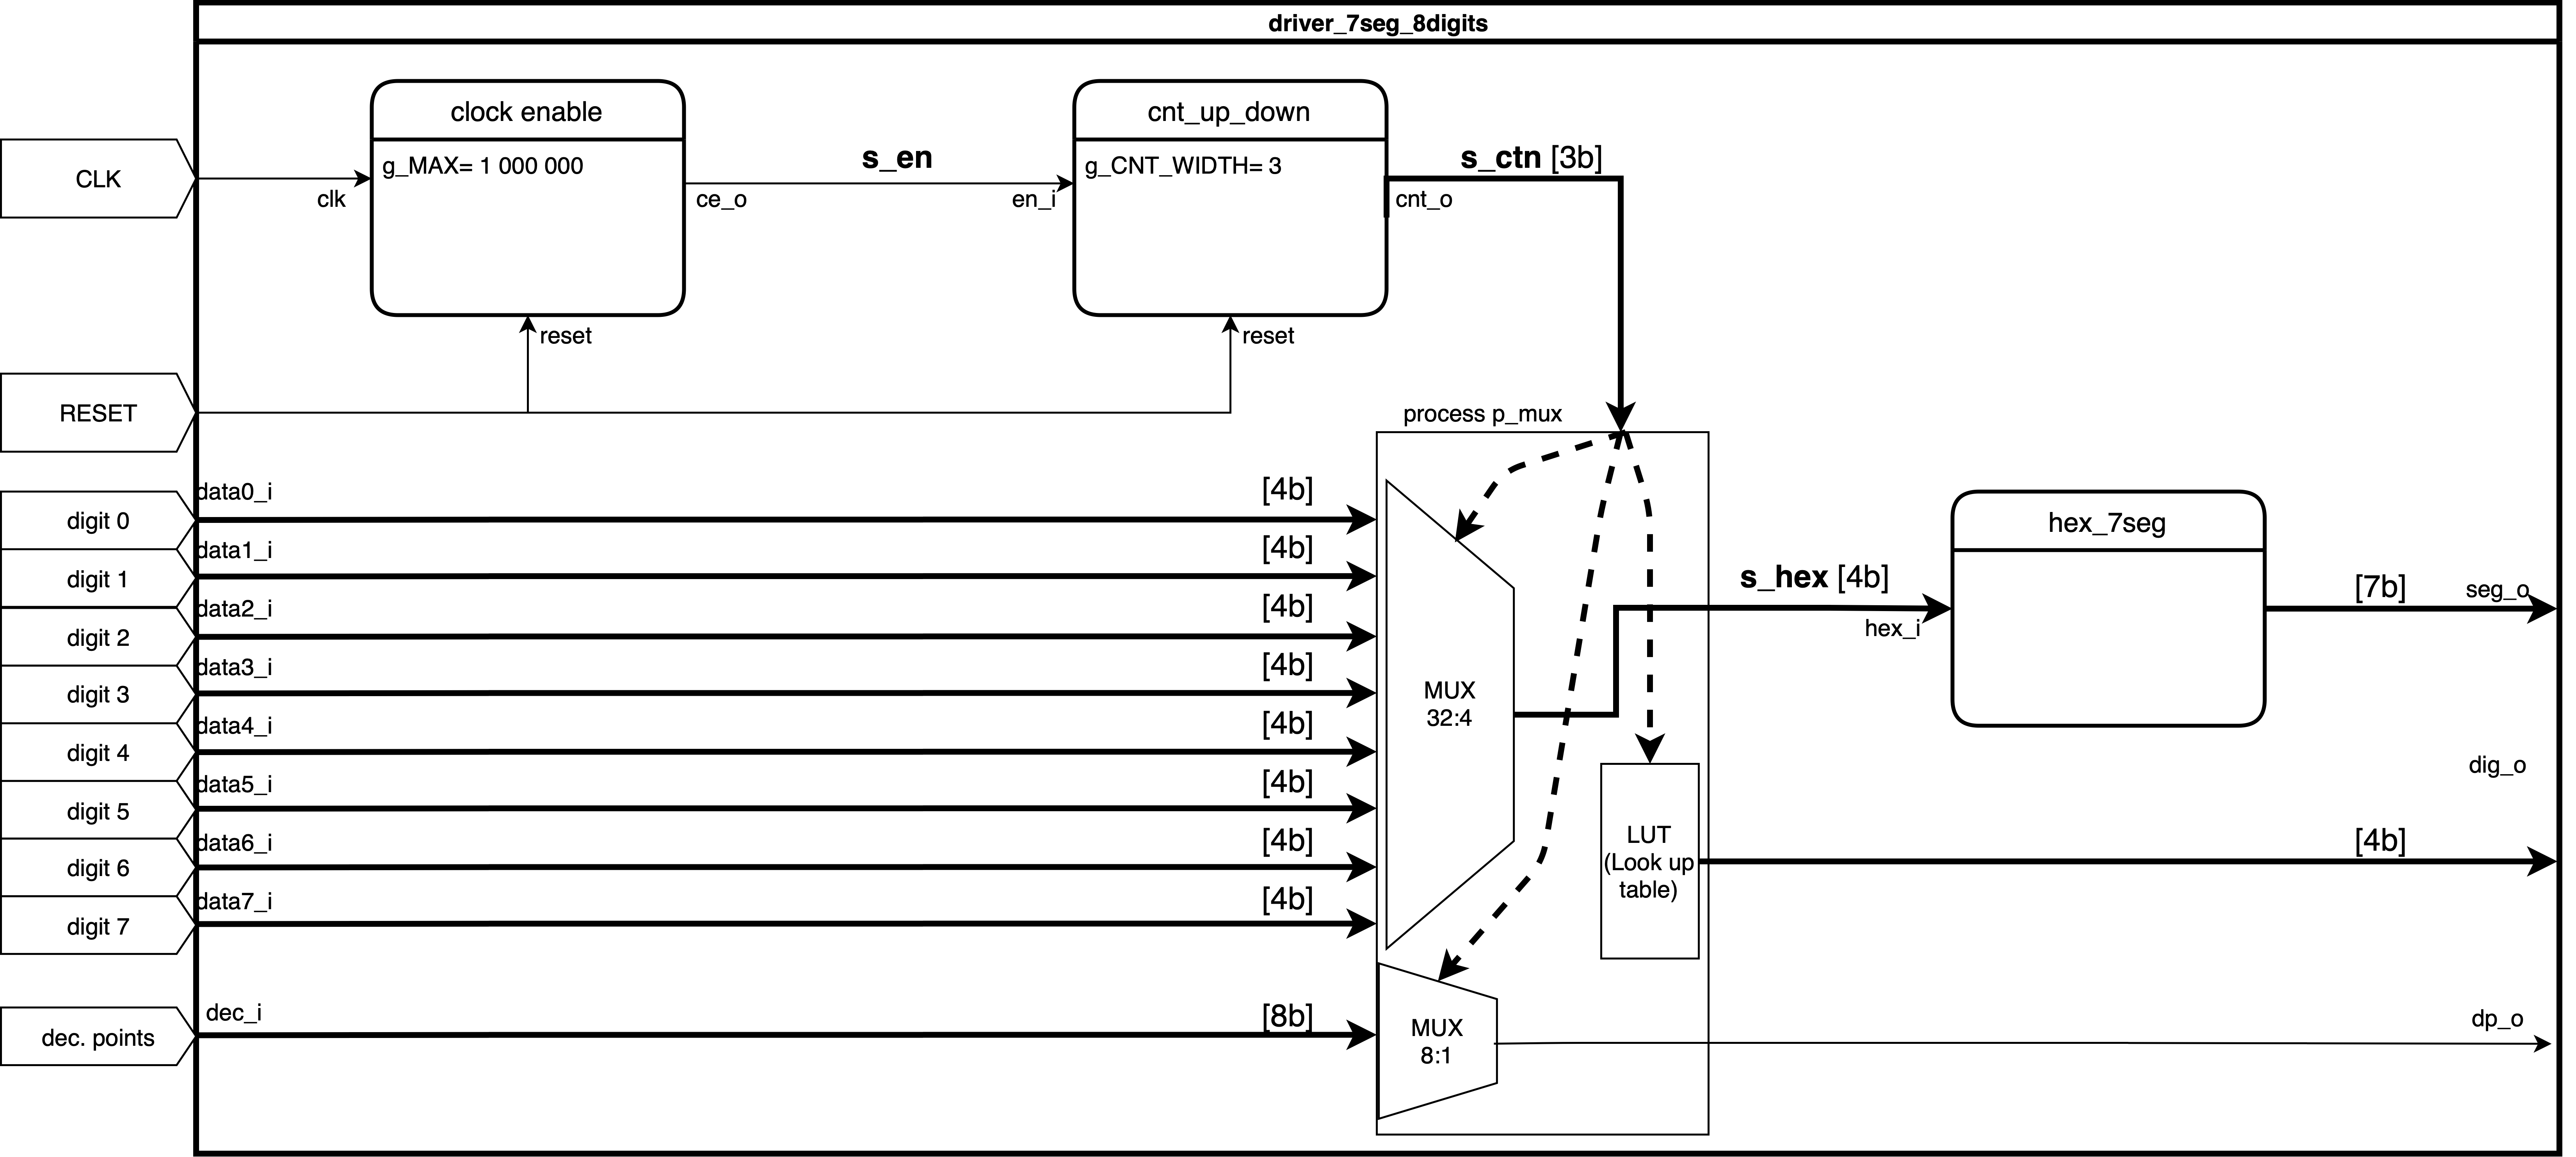 driver_7seg_8digits
clock enable
cnt_up_down
CLK
clk
g_MAX= 1 000 000
ce_o
s_en
en_i
g_CNT_WIDTH= 3
s_ctn [3b]
cnt_o
reset
reset
RESET
process p_mux
digit 0
data0_i
[4b]
digit 1
data1_i
[4b]
digit 2
data2_i
[4b]
digit 3
data3_i
[4b]
digit 4
data4_i
[4b]
digit 5
data5_i
[4b]
digit 6
data6_i
[4b]
digit 7
data7_i
[4b]
dec. points
dec_i
[8b]
MUX
32:4
s_hex [4b]
hex_i
hex_7seg
[7b]
seg_o
dig_o
LUT
(Look up
table)
[4b]
MUX
8:1
dp_o